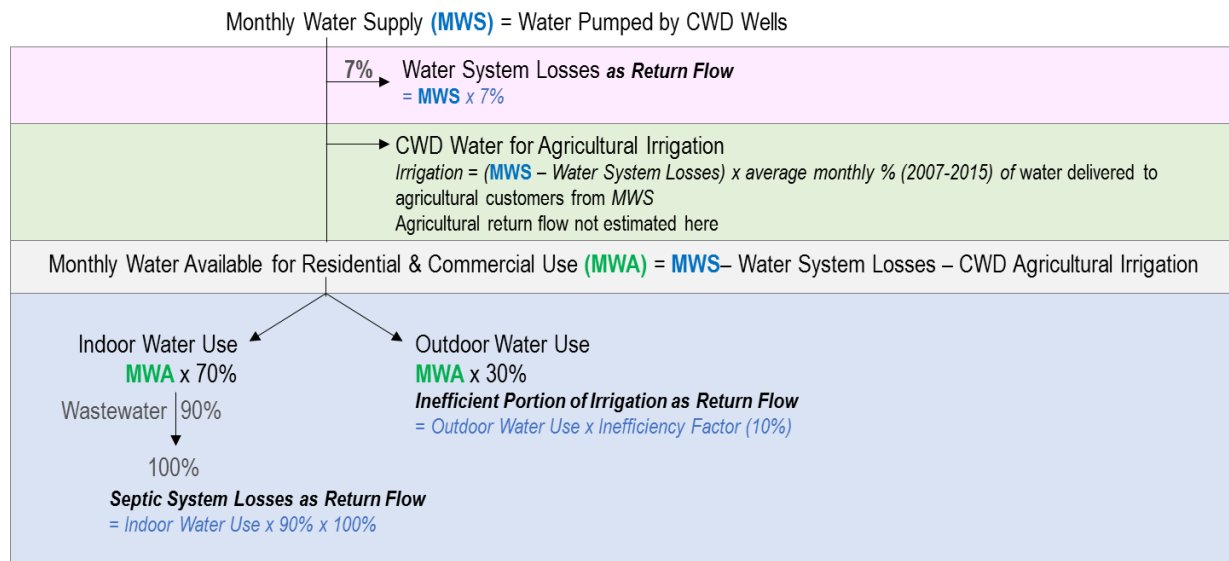 Monthly Water Supply (MWS) = Water Pumped by CWD Wells
7%
Water System Losses as Return Flow
= MWS x 7%
CWD Water for Agricultural Irrigation
Irrigation = (MWS – Water System Losses) x average monthly % (2007-2015) of water delivered to
agricultural customers from MWS
Agricultural return flow not estimated here
Monthly Water Available for Residential & Commercial Use (MWA) = MWS– Water System Losses – CWD Agricultural Irrigation
Indoor Water Use
MWA x 70%
Wastewater 90%
100%
Septic System Losses as Return Flow
= Indoor Water Use x 90% x 100%
Outdoor Water Use
MWA x 30%
Inefficient Portion of Irrigation as Return Flow
= Outdoor Water Use x Inefficiency Factor (10%)